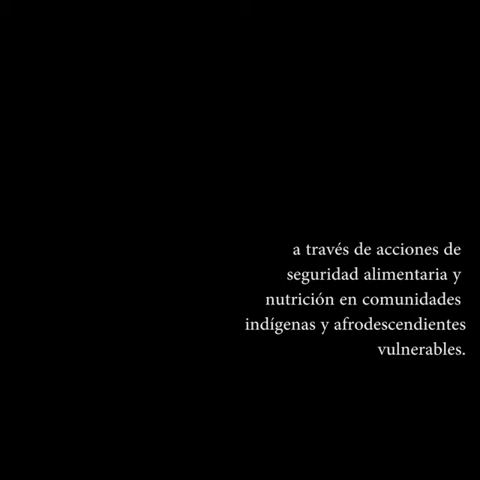 a través de acciones de
seguridad alimentaria y
nutrición en comunidades
indígenas y afrodescendientes
vulnerables.